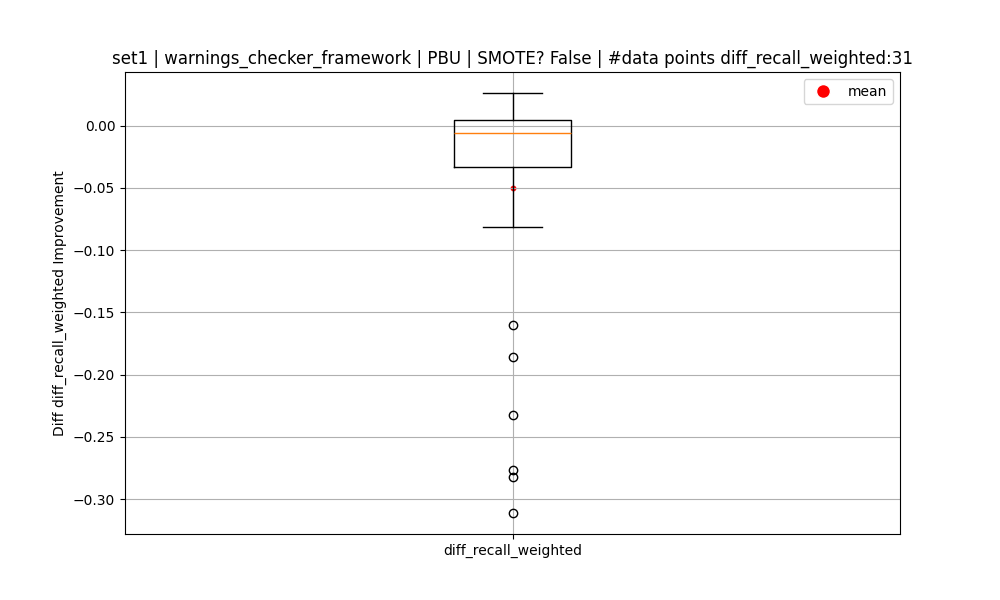 set1 | warnings_checker_framework | PBU | SMOTE? False | #data points diff_recall_weighted:31
mean
0.00
−0.05
−0.10
−0.15
−0.20
−0.25
−0.30
Diff diff_recall_weighted Improvement
diff_recall_weighted